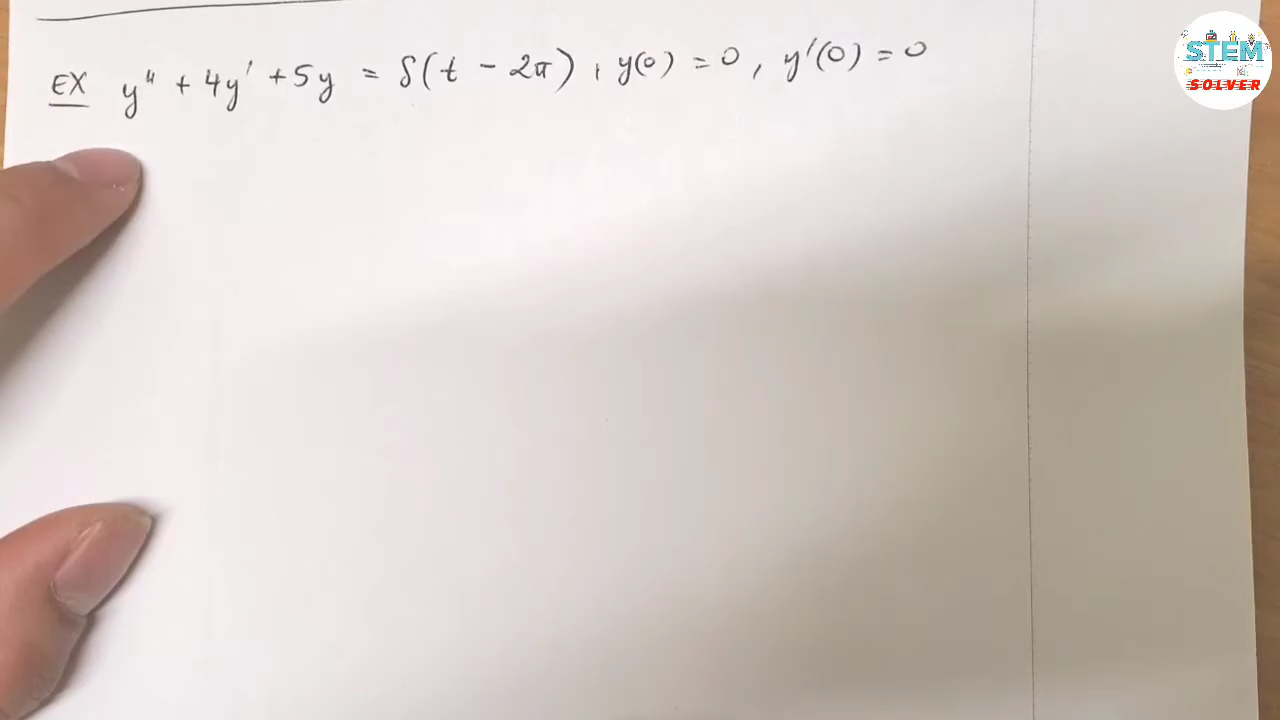 EX y'' + 4y' + 5y = δ(t - 2π), y(0) = 0, y'(0) = 0
STEM
SOLVER